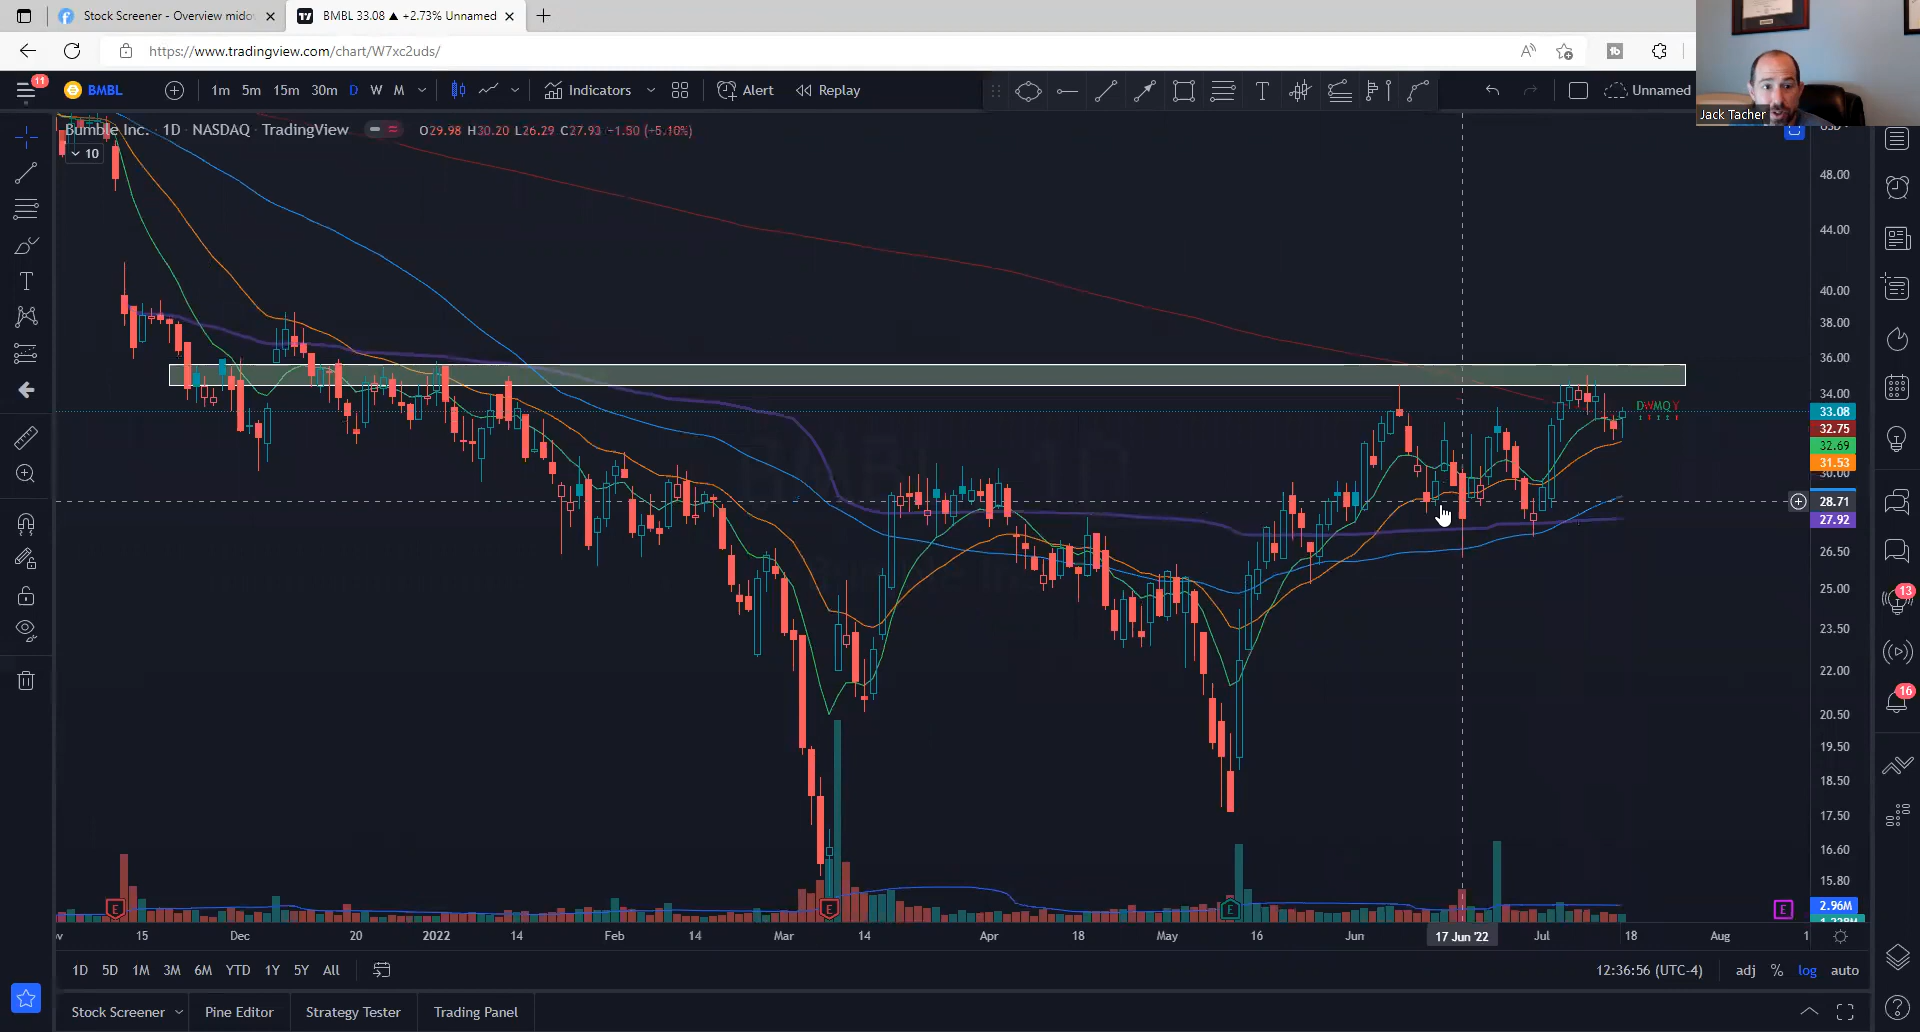 Stock Screener - Overview mido
BMBL 33.08 ▲ +2.73% Unnamed
https://www.tradingview.com/chart/W7xc2uds/
Jack Tacher
11
BMBL
1m 5m 15m 30m D W M
Indicators
Alert
Replay
T
Unnamed
Bumble Inc. · 1D · NASDAQ · TradingView
O29.98 H30.20 L26.29 C27.93 −1.50 (−5.10%)
10
48.00
44.00
40.00
38.00
36.00
34.00
DWMQY
33.08
32.75
32.69
31.53
30.00
28.71
27.92
26.50
25.00
23.50
22.00
20.50
19.50
18.50
17.50
16.60
15.80
2.96M
13
16
E
E
E
E
15 Dec 20 2022 14 Feb 14 Mar 14 Apr 18 May 16 Jun 17 Jun '22 Jul 18 Aug 1
1D 5D 1M 3M 6M YTD 1Y 5Y All
12:36:56 (UTC-4) adj % log auto
Stock Screener
Pine Editor
Strategy Tester
Trading Panel